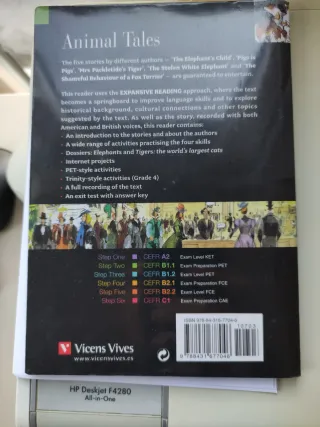 Animal Tales
The five stories by different authors – 'The Elephant's Child', 'Pigs is
Pigs', 'Mrs Packletide's Tiger', 'The Stolen White Elephant' and 'The
Shameful Behaviour of a Fox Terrier' – are guaranteed to entertain.
This reader uses the EXPANSIVE READING approach, where the text
becomes a springboard to improve language skills and to explore
historical background, cultural connections and other topics
suggested by the text. As well as the story, recorded with both
American and British voices, this reader contains:
- An introduction to the stories and about the authors
- A wide range of activities practising the four skills
- Dossiers: Elephants and Tigers: the world's largest cats
- Internet projects
- PET-style activities
- Trinity-style activities (Grade 4)
- A full recording of the text
- An exit test with answer key
Step One CEFR A2 Exam Level KET
Step Two CEFR B1.1 Exam Preparation PET
Step Three CEFR B1.2 Exam Level PET
Step Four CEFR B2.1 Exam Preparation FCE
Step Five CEFR B2.2 Exam Level FCE
Step Six CEFR C1 Exam Preparation CAE
Vicens Vives
www.vicensvives.es
HP Deskjet F4280
All-in-One